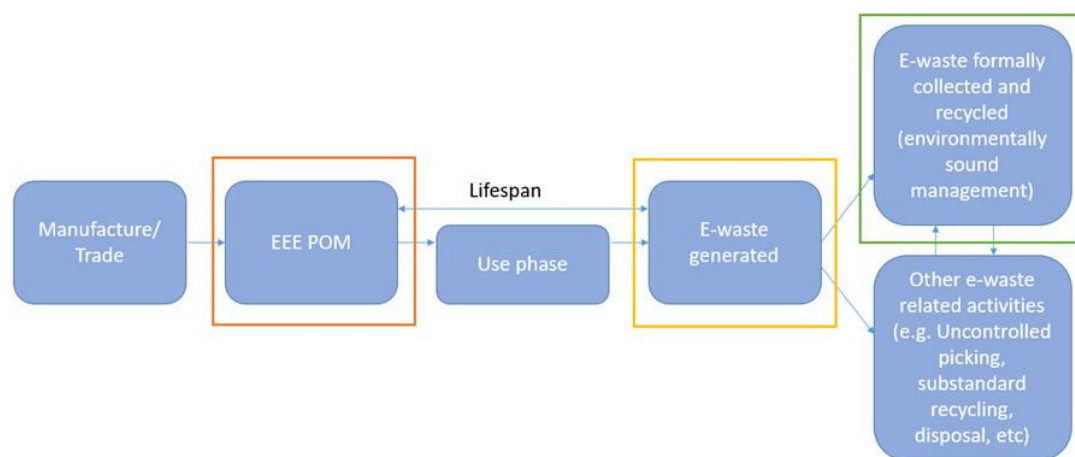 Manufacture/
Trade
EEE POM
Lifespan
Use phase
E-waste
generated
E-waste formally
collected and
recycled
(environmentally
sound
management)
Other e-waste
related activities
(e.g. Uncontrolled
picking,
substandard
recycling,
disposal, etc)